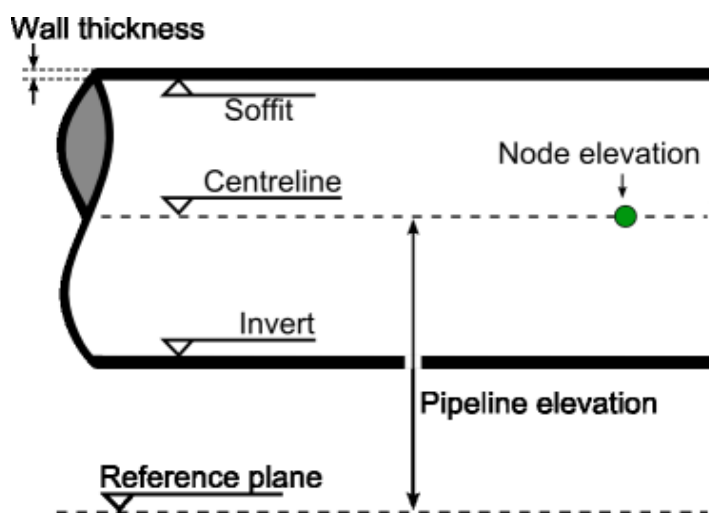 Wall thickness
Soffit
Node elevation
Centreline
Invert
Pipeline elevation
Reference plane